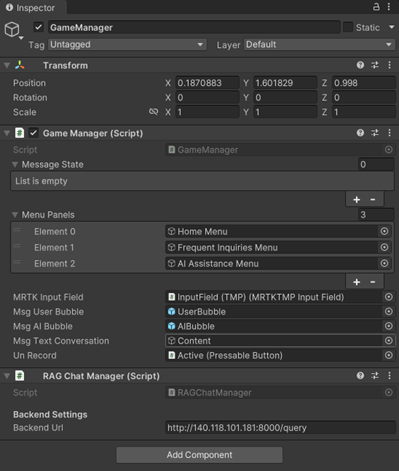 Inspector
GameManager
Static
Tag Untagged Layer Default
Transform
Position X 0.1870883 Y 1.601829 Z 0.998
Rotation X 0 Y 0 Z 0
Scale X 1 Y 1 Z 1
Game Manager (Script)
Script GameManager
Message State 0
List is empty
+ -
Menu Panels 3
Element 0 Home Menu
Element 1 Frequent Inquiries Menu
Element 2 AI Assistance Menu
+ -
MRTK Input Field InputField (TMP) (MRTKTMP Input Field)
Msg User Bubble UserBubble
Msg AI Bubble AIBubble
Msg Text Conversation Content
Un Record Active (Pressable Button)
RAG Chat Manager (Script)
Script RAGChatManager
Backend Settings
Backend Url http://140.118.101.181:8000/query
Add Component